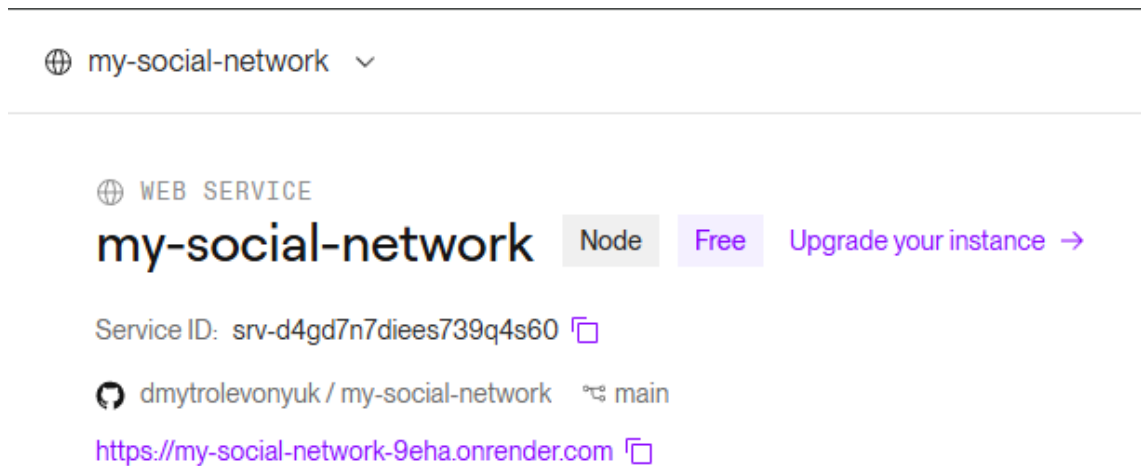 my-social-network
WEB SERVICE
my-social-network Node Free Upgrade your instance →
Service ID: srv-d4gd7n7diees739q4s60
dmytrolevonyuk / my-social-network main
https://my-social-network-9eha.onrender.com